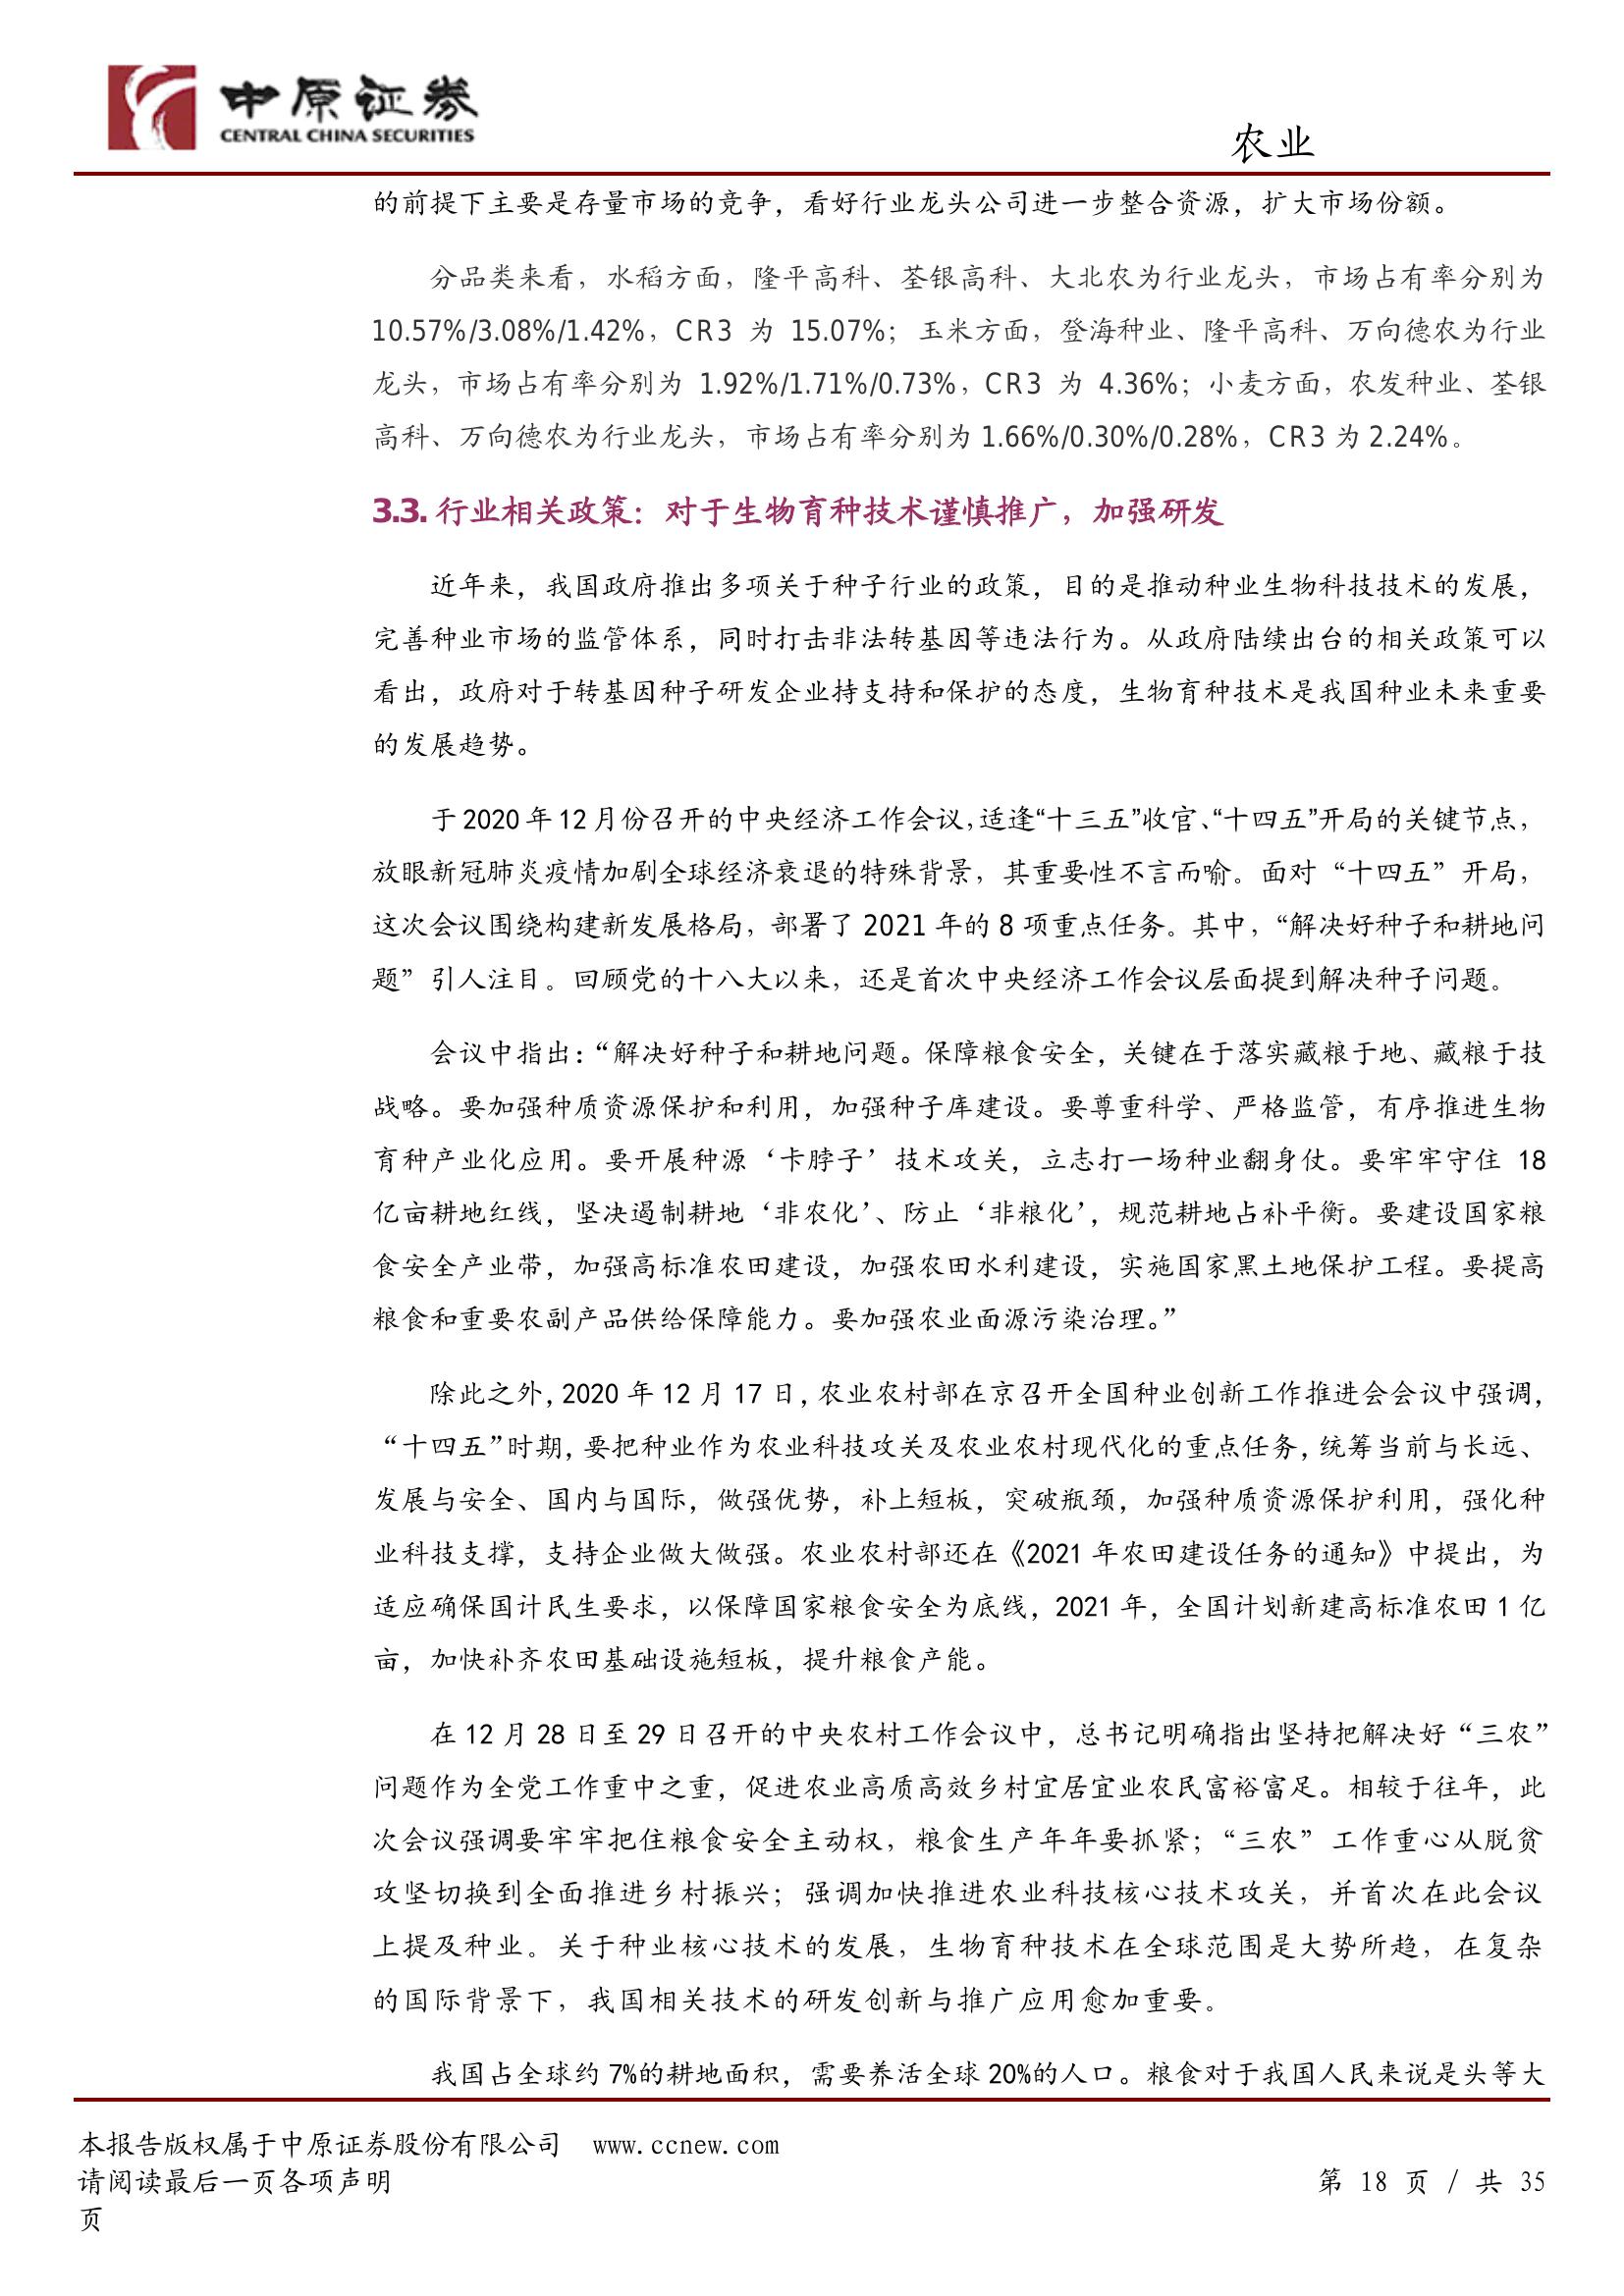 中原证券
CENTRAL CHINA SECURITIES
农业
的前提下主要是存量市场的竞争，看好行业龙头公司进一步整合资源，扩大市场份额。
分品类来看，水稻方面，隆平高科、荃银高科、大北农为行业龙头，市场占有率分别为
10.57%/3.08%/1.42%，CR3 为 15.07%；玉米方面，登海种业、隆平高科、万向德农为行业
龙头，市场占有率分别为 1.92%/1.71%/0.73%，CR3 为 4.36%；小麦方面，农发种业、荃银
高科、万向德农为行业龙头，市场占有率分别为 1.66%/0.30%/0.28%，CR3 为 2.24%。
3.3. 行业相关政策：对于生物育种技术谨慎推广，加强研发
近年来，我国政府推出多项关于种子行业的政策，目的是推动种业生物科技技术的发展，
完善种业市场的监管体系，同时打击非法转基因等违法行为。从政府陆续出台的相关政策可以
看出，政府对于转基因种子研发企业持支持和保护的态度，生物育种技术是我国种业未来重要
的发展趋势。
于 2020 年 12 月份召开的中央经济工作会议，适逢“十三五”收官、“十四五”开局的关键节点，
放眼新冠肺炎疫情加剧全球经济衰退的特殊背景，其重要性不言而喻。面对“十四五”开局，
这次会议围绕构建新发展格局，部署了 2021 年的 8 项重点任务。其中，“解决好种子和耕地问
题”引人注目。回顾党的十八大以来，还是首次中央经济工作会议层面提到解决种子问题。
会议中指出：“解决好种子和耕地问题。保障粮食安全，关键在于落实藏粮于地、藏粮于技
战略。要加强种质资源保护和利用，加强种子库建设。要尊重科学、严格监管，有序推进生物
育种产业化应用。要开展种源‘卡脖子’技术攻关，立志打一场种业翻身仗。要牢牢守住 18
亿亩耕地红线，坚决遏制耕地‘非农化’、防止‘非粮化’，规范耕地占补平衡。要建设国家粮
食安全产业带，加强高标准农田建设，加强农田水利建设，实施国家黑土地保护工程。要提高
粮食和重要农副产品供给保障能力。要加强农业面源污染治理。”
除此之外，2020 年 12 月 17 日，农业农村部在京召开全国种业创新工作推进会会议中强调，
“十四五”时期，要把种业作为农业科技攻关及农业农村现代化的重点任务，统筹当前与长远、
发展与安全、国内与国际，做强优势，补上短板，突破瓶颈，加强种质资源保护利用，强化种
业科技支撑，支持企业做大做强。农业农村部还在《2021 年农田建设任务的通知》中提出，为
适应确保国计民生要求，以保障国家粮食安全为底线，2021 年，全国计划新建高标准农田 1 亿
亩，加快补齐农田基础设施短板，提升粮食产能。
在 12 月 28 日至 29 日召开的中央农村工作会议中，总书记明确指出坚持把解决好“三农”
问题作为全党工作重中之重，促进农业高质高效乡村宜居宜业农民富裕富足。相较于往年，此
次会议强调要牢牢把住粮食安全主动权，粮食生产年年要抓紧；“三农”工作重心从脱贫
攻坚切换到全面推进乡村振兴；强调加快推进农业科技核心技术攻关，并首次在此会议
上提及种业。关于种业核心技术的发展，生物育种技术在全球范围是大势所趋，在复杂
的国际背景下，我国相关技术的研发创新与推广应用愈加重要。
我国占全球约 7%的耕地面积，需要养活全球 20%的人口。粮食对于我国人民来说是头等大
本报告版权属于中原证券股份有限公司 www.ccnew.com
请阅读最后一页各项声明 第 18 页 / 共 35
页